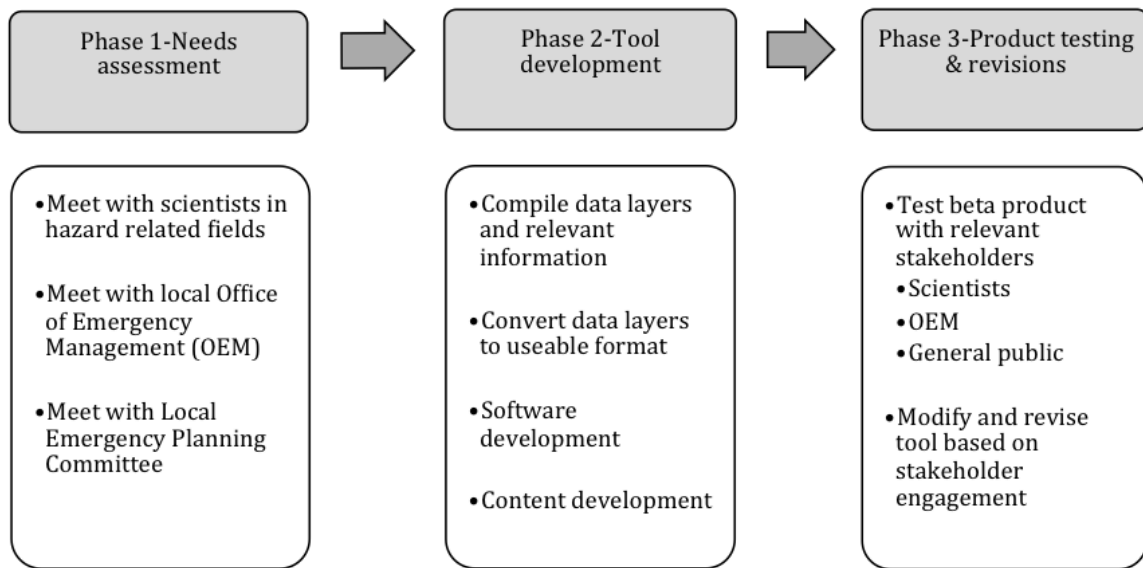 Phase 1-Needs
assessment
Phase 2-Tool
development
Phase 3-Product testing
& revisions
•Meet with scientists in
hazard related fields
•Meet with local Office
of Emergency
Management (OEM)
•Meet with Local
Emergency Planning
Committee
•Compile data layers
and relevant
information
•Convert data layers
to useable format
•Software
development
•Content development
•Test beta product
with relevant
stakeholders
•Scientists
•OEM
•General public
•Modify and revise
tool based on
stakeholder
engagement